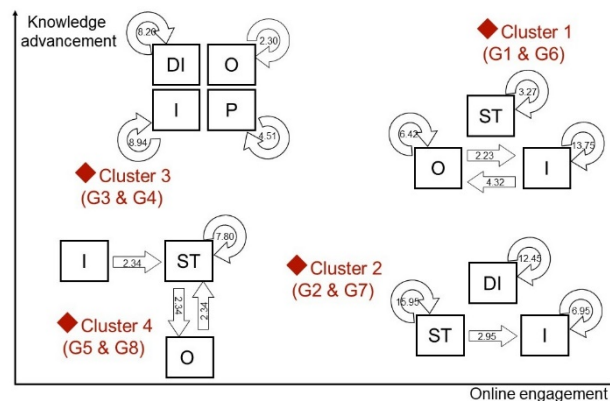 Knowledge
advancement
8.20
DI
O
2.30
I
P
8.94
4.51
Cluster 3
(G3 & G4)
Cluster 1
(G1 & G6)
3.27
ST
6.42
O
2.23
4.32
I
13.75
I
2.34
ST
7.80
2.34
2.34
O
Cluster 4
(G5 & G8)
Cluster 2
(G2 & G7)
12.45
DI
15.95
ST
2.95
I
6.95
Online engagement